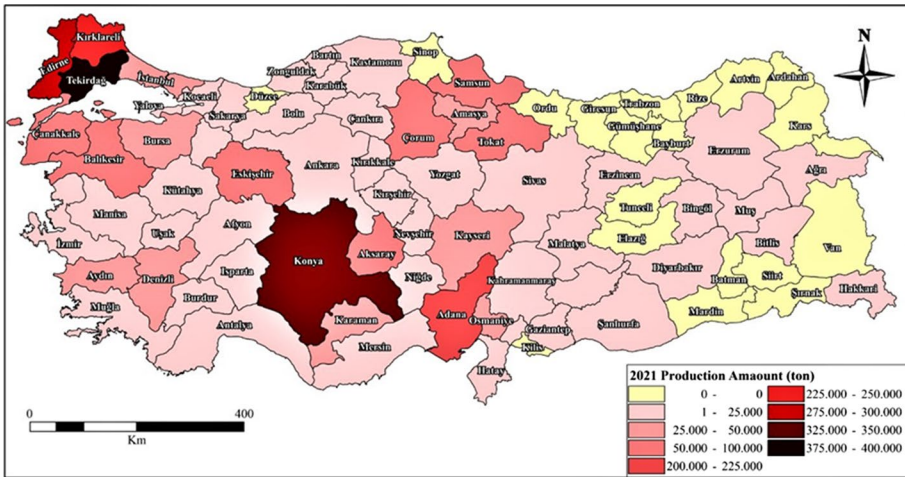 Kırklareli
Edirne
Tekirdağ
İstanbul
Kocaeli
Yalova
Sakarya
Düzce
Zonguldak
Bartın
Karabük
Kastamonu
Sinop
Samsun
Bolu
Çankırı
Çorum
Amasya
Tokat
Ordu
Giresun
Trabzon
Gümüşhane
Rize
Bayburt
Artvin
Ardahan
Kars
N
Çanakkale
Balıkesir
Bursa
Eskişehir
Ankara
Kırıkkale
Kırşehir
Yozgat
Sivas
Erzincan
Erzurum
Ağrı
Kütahya
Manisa
Uşak
İzmir
Afyon
Konya
Aksaray
Nevşehir
Kayseri
Niğde
Malatya
Tunceli
Elazığ
Bingöl
Muş
Bitlis
Van
Aydın
Denizli
Isparta
Burdur
Muğla
Antalya
Karaman
Mersin
Adana
Osmaniye
Kahramanmaraş
Gaziantep
Kilis
Hatay
Şanlıurfa
Diyarbakır
Batman
Siirt
Mardin
Şırnak
Hakkari
0 400
Km
2021 Production Amaount (ton)
0 - 0
1 - 25.000
25.000 - 50.000
50.000 - 100.000
200.000 - 225.000
225.000 - 250.000
275.000 - 300.000
325.000 - 350.000
375.000 - 400.000